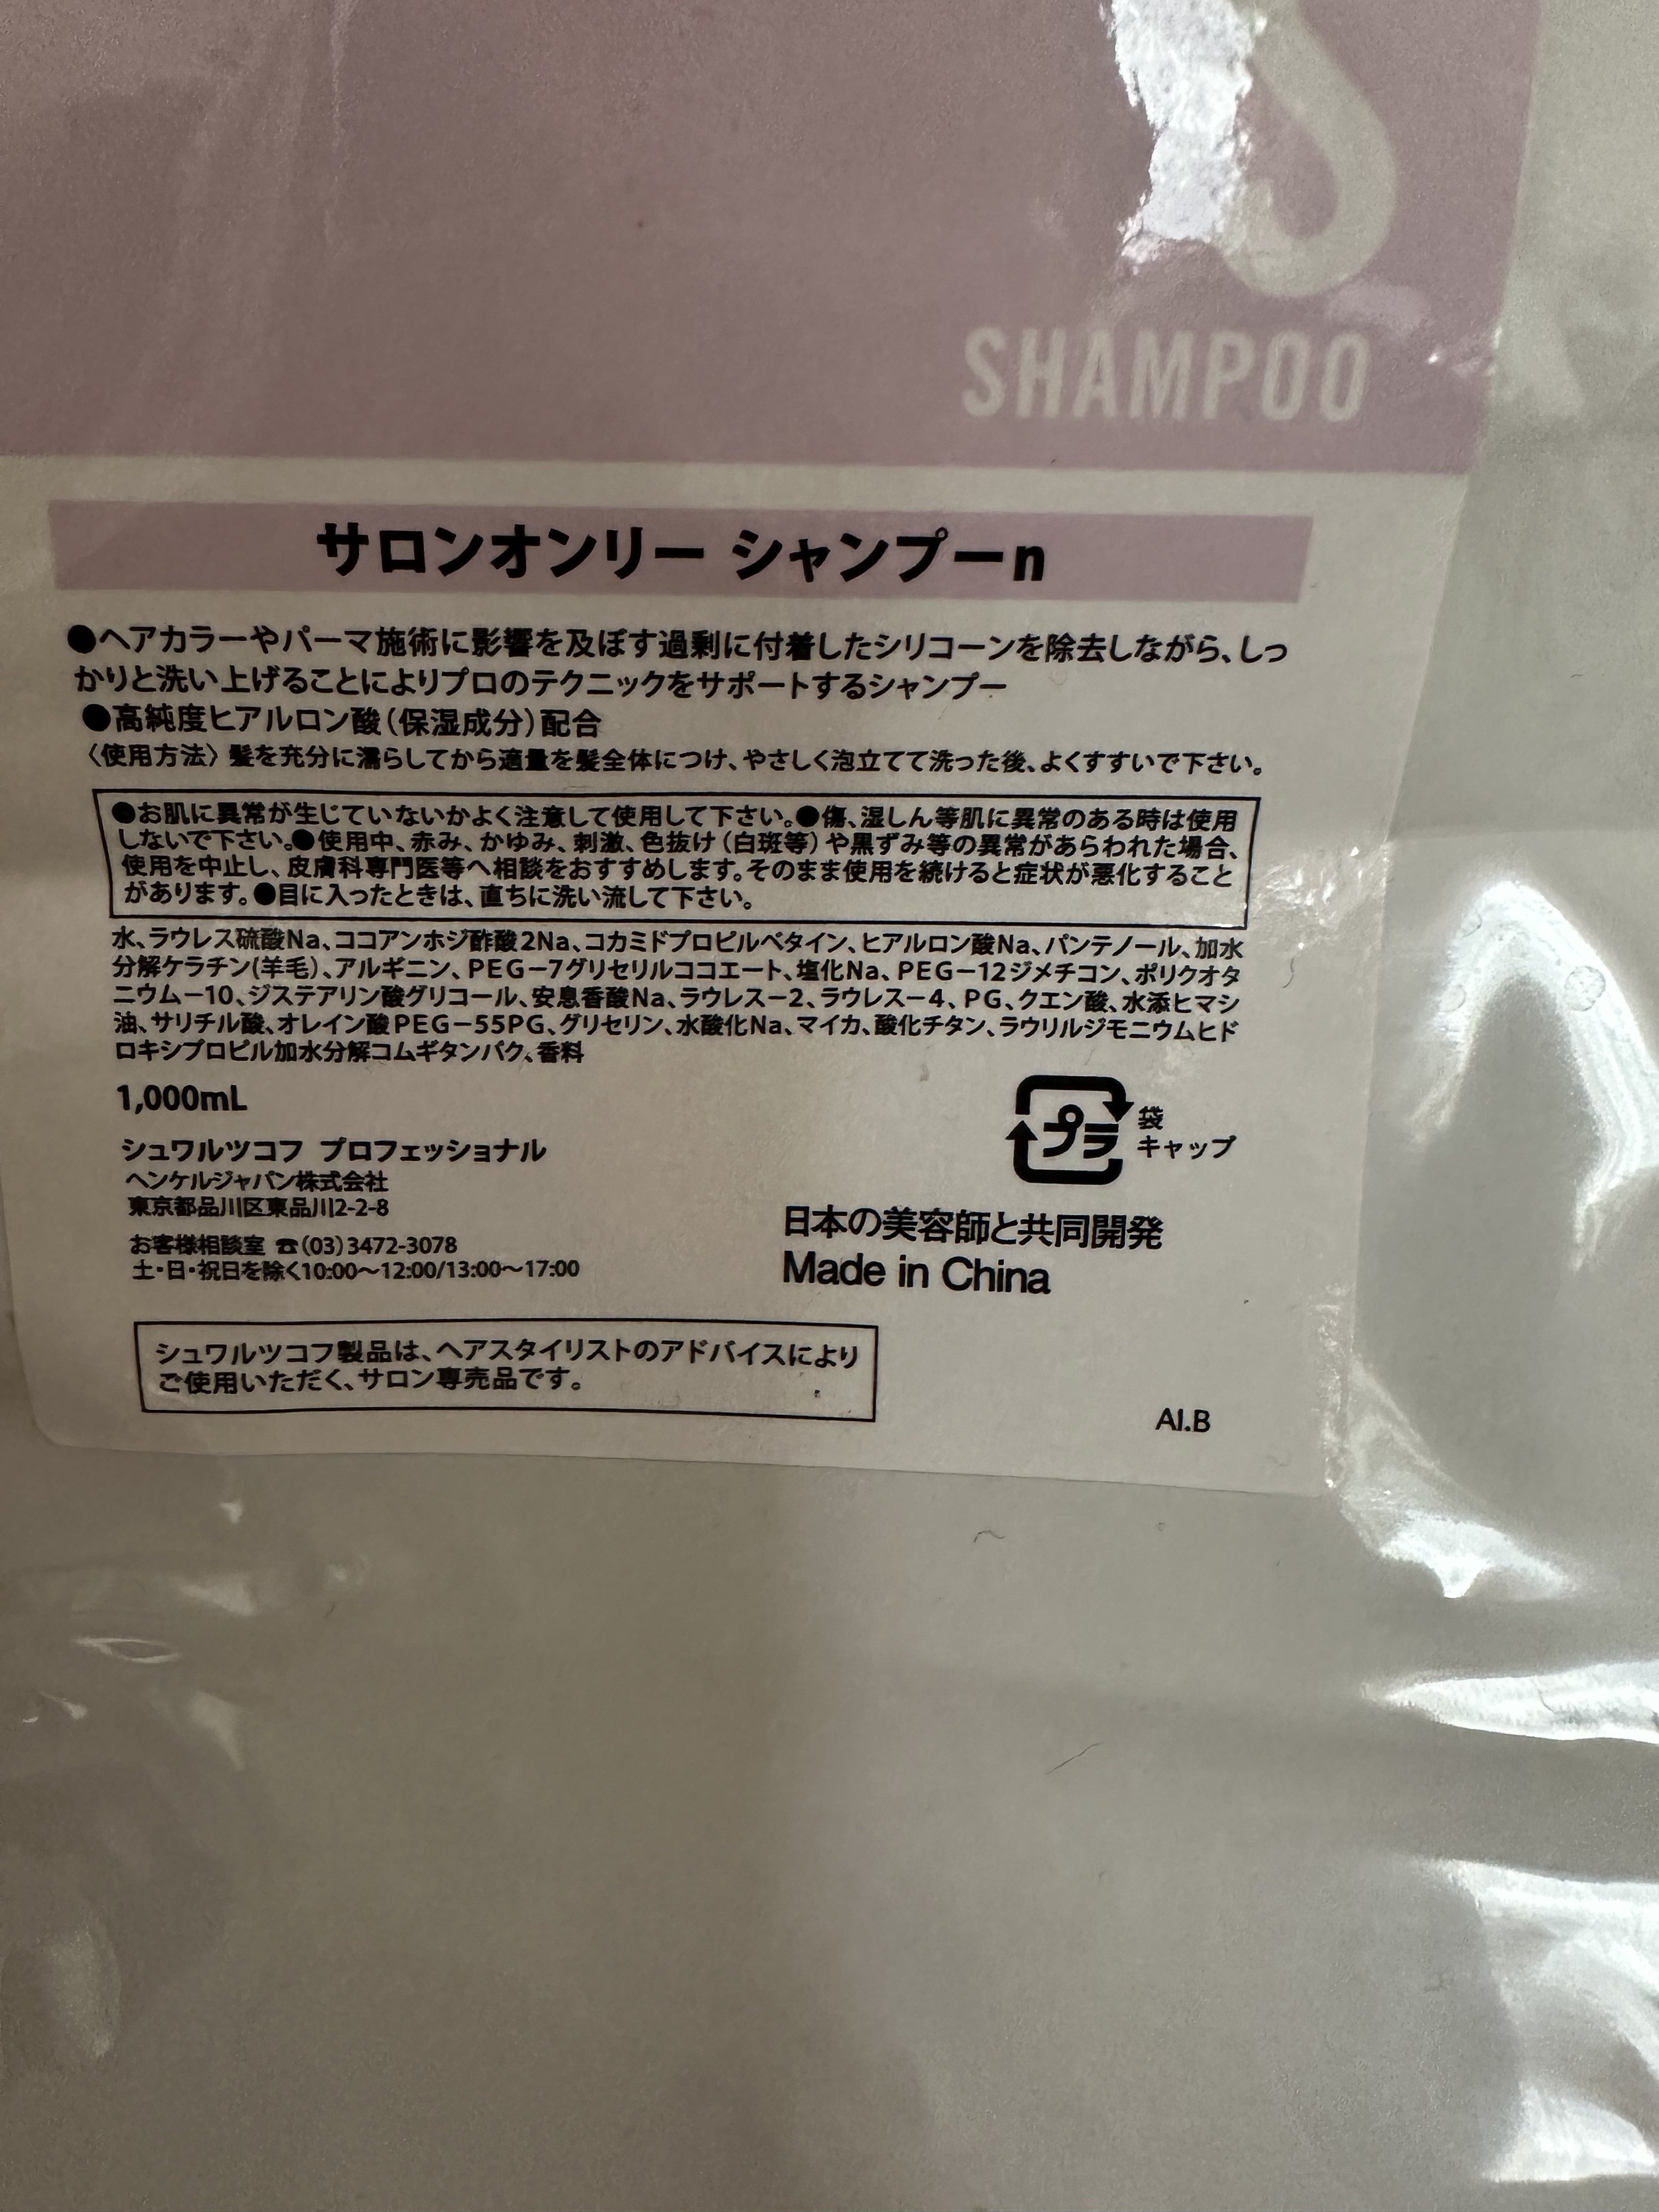 S
SHAMPOO
サロンオンリー シャンプーn
●ヘアカラーやパーマ施術に影響を及ぼす過剰に付着したシリコーンを除去しながら、しっ
かりと洗い上げることによりプロのテクニックをサポートするシャンプー
●高純度ヒアルロン酸(保湿成分)配合
〈使用方法〉髪を充分に濡らしてから適量を髪全体につけ、やさしく泡立てて洗った後、よくすすいで下さい。
●お肌に異常が生じていないかよく注意して使用して下さい。●傷、湿しん等肌に異常のある時は使用
しないで下さい。●使用中、赤み、かゆみ、刺激、色抜け(白斑等)や黒ずみ等の異常があらわれた場合、
使用を中止し、皮膚科専門医等へ相談をおすすめします。そのまま使用を続けると症状が悪化すること
があります。●目に入ったときは、直ちに洗い流して下さい。
水、ラウレス硫酸Na、ココアンホジ酢酸2Na、コカミドプロピルベタイン、ヒアルロン酸Na、パンテノール、加水
分解ケラチン(羊毛)、アルギニン、PEG－7グリセリルココエート、塩化Na、PEG－12ジメチコン、ポリクオタ
ニウム－10、ジステアリン酸グリコール、安息香酸Na、ラウレス－2、ラウレス－4、PG、クエン酸、水添ヒマシ
油、サリチル酸、オレイン酸PEG－55PG、グリセリン、水酸化Na、マイカ、酸化チタン、ラウリルジモニウムヒド
ロキシプロピル加水分解コムギタンパク、香料
1,000mL
プラ 袋
キャップ
シュワルツコフ プロフェッショナル
ヘンケルジャパン株式会社
東京都品川区東品川2-2-8
お客様相談室 ☎(03)3472-3078
土・日・祝日を除く10:00～12:00/13:00～17:00
日本の美容師と共同開発
Made in China
シュワルツコフ製品は、ヘアスタイリストのアドバイスにより
ご使用いただく、サロン専売品です。
AI.B